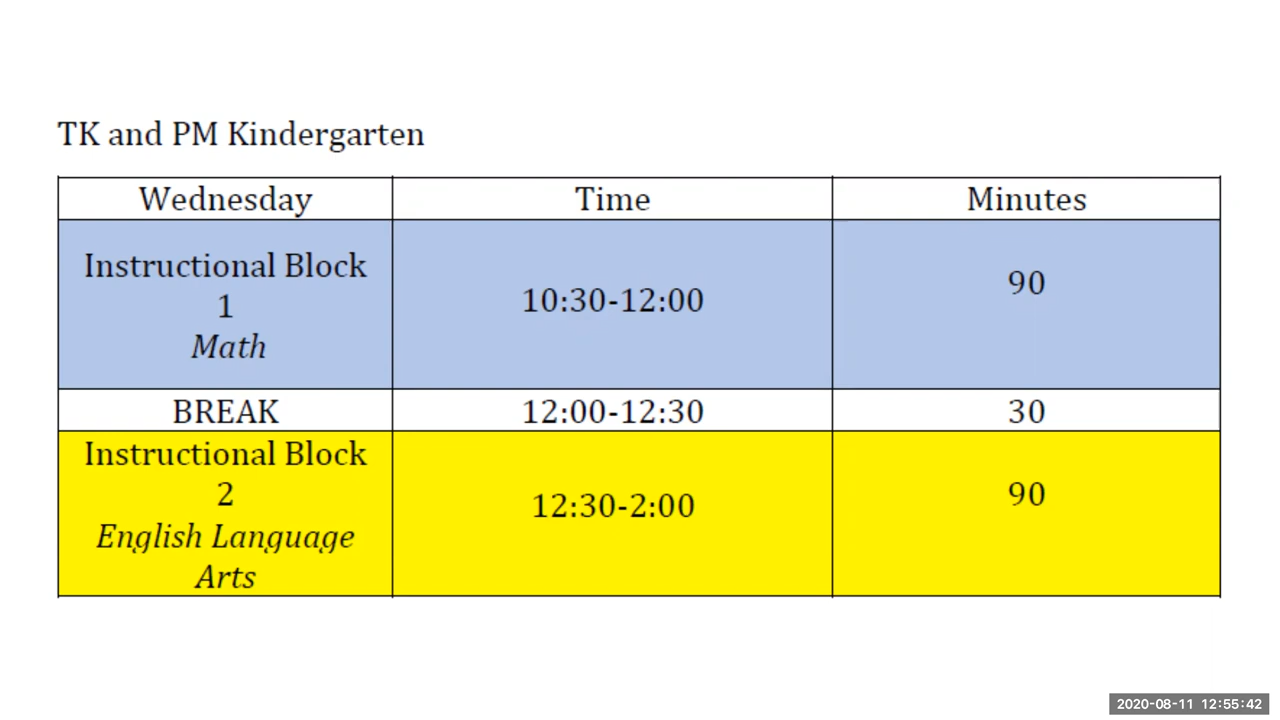 TK and PM Kindergarten
Wednesday Time Minutes
Instructional Block
1
Math
10:30-12:00
90
BREAK 12:00-12:30 30
Instructional Block
2
English Language
Arts
12:30-2:00
90
2020-08-11 12:55:42